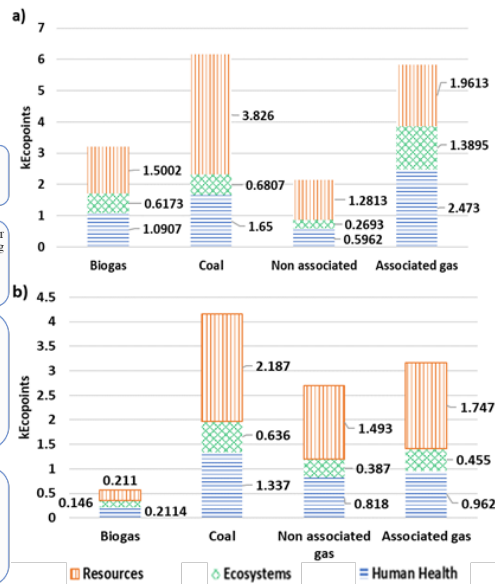 a)
7
6
5
4
3
2
1
0
kEcopoints
1.5002
0.6173
1.0907
3.826
0.6807
1.65
1.2813
0.2693
0.5962
1.9613
1.3895
2.473
Biogas
Coal
Non associated
Associated gas
b)
4.5
4
3.5
3
2.5
2
1.5
1
0.5
0
kEcopoints
0.211
0.146
0.2114
2.187
0.636
1.337
1.493
0.387
0.818
1.747
0.455
0.962
Biogas
Coal
Non associated
gas
Associated gas
Resources
Ecosystems
Human Health